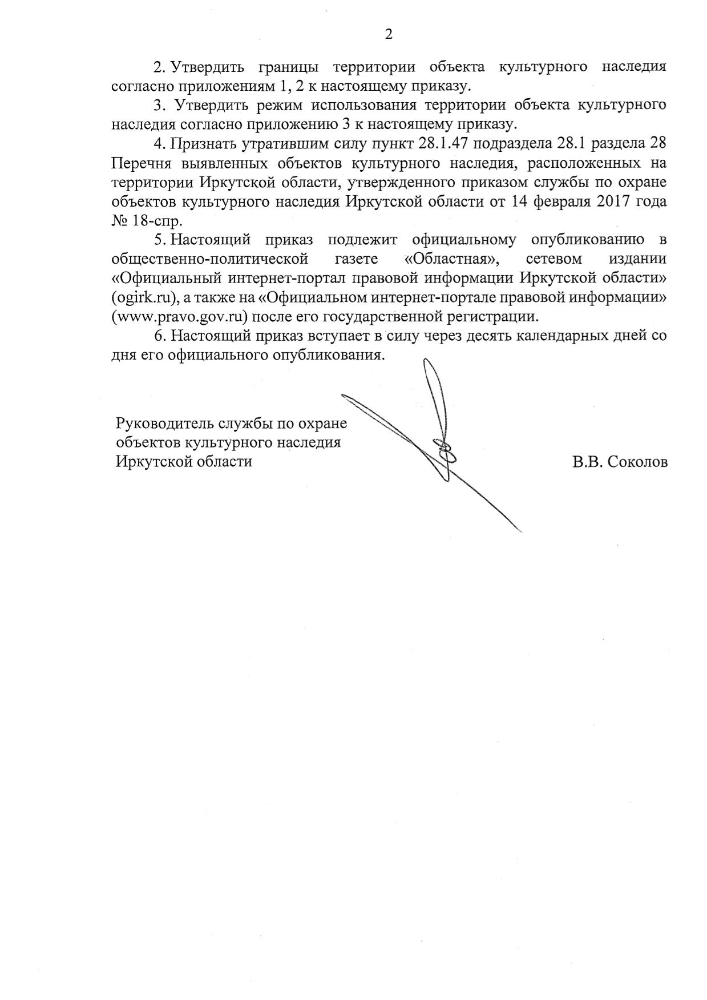 2
2. Утвердить границы территории объекта культурного наследия
согласно приложениям 1, 2 к настоящему приказу.
3. Утвердить режим использования территории объекта культурного
наследия согласно приложению 3 к настоящему приказу.
4. Признать утратившим силу пункт 28.1.47 подраздела 28.1 раздела 28
Перечня выявленных объектов культурного наследия, расположенных на
территории Иркутской области, утвержденного приказом службы по охране
объектов культурного наследия Иркутской области от 14 февраля 2017 года
№ 18-спр.
5. Настоящий приказ подлежит официальному опубликованию в
общественно-политической газете «Областная», сетевом издании
«Официальный интернет-портал правовой информации Иркутской области»
(ogirk.ru), а также на «Официальном интернет-портале правовой информации»
(www.pravo.gov.ru) после его государственной регистрации.
6. Настоящий приказ вступает в силу через десять календарных дней со
дня его официального опубликования.
Руководитель службы по охране
объектов культурного наследия
Иркутской области В.В. Соколов